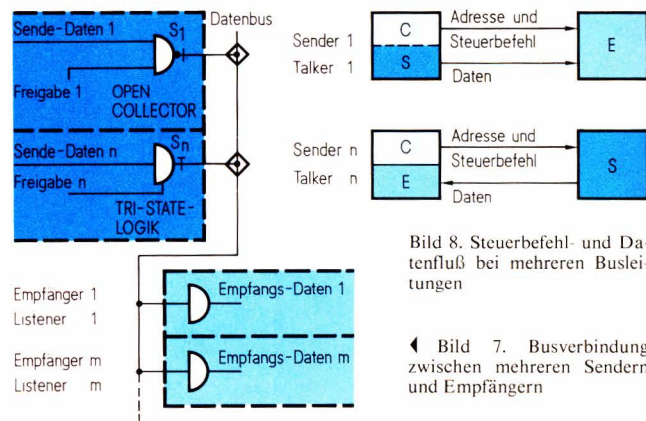 Sende-Daten 1
S1
Datenbus
Freigabe 1
OPEN
COLLECTOR
Sende-Daten n
Sn
Freigabe n
TRI-STATE-
LOGIK
Sender 1
Talker 1
Sender n
Talker n
Empfänger 1
Listener 1
Empfangs-Daten 1
Empfänger m
Listener m
Empfangs-Daten m
C
S
Adresse und
Steuerbefehl
Daten
E
C
E
Adresse und
Steuerbefehl
Daten
S
Bild 8. Steuerbefehl- und Da-
tenfluß bei mehreren Buslei-
tungen
◀ Bild 7. Busverbindung
zwischen mehreren Sendern
und Empfängern